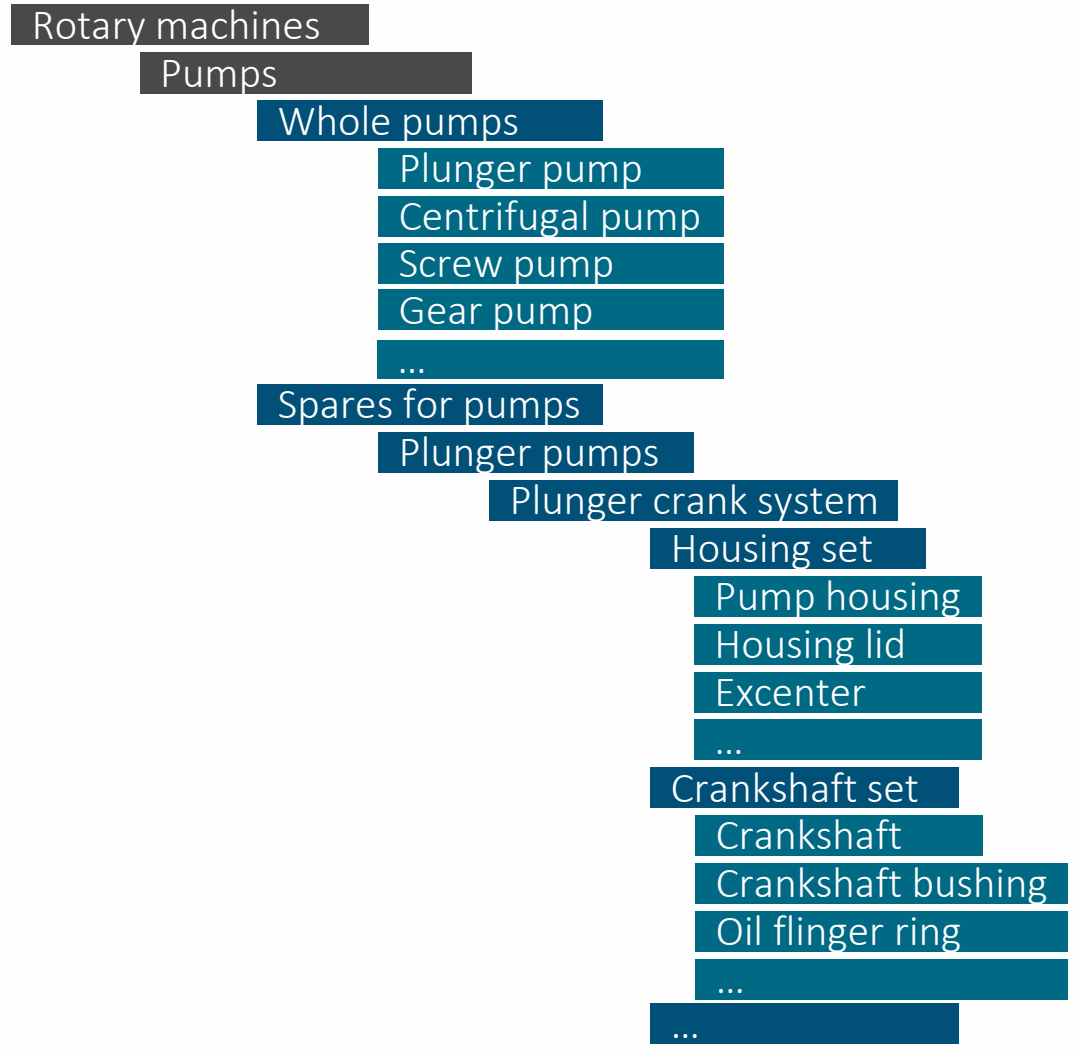 Rotary machines
Pumps
Whole pumps
Plunger pump
Centrifugal pump
Screw pump
Gear pump
...
Spares for pumps
Plunger pumps
Plunger crank system
Housing set
Pump housing
Housing lid
Excenter
...
Crankshaft set
Crankshaft
Crankshaft bushing
Oil flinger ring
...
...